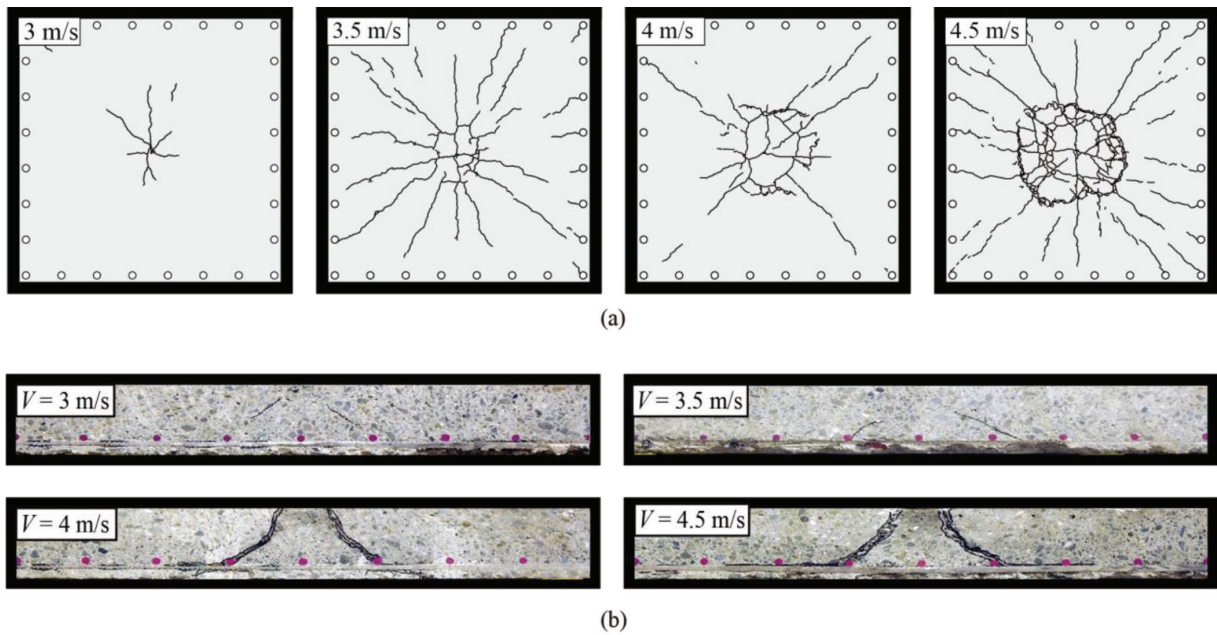 3 m/s
3.5 m/s
4 m/s
4.5 m/s
(a)
V = 3 m/s
V = 3.5 m/s
V = 4 m/s
V = 4.5 m/s
(b)